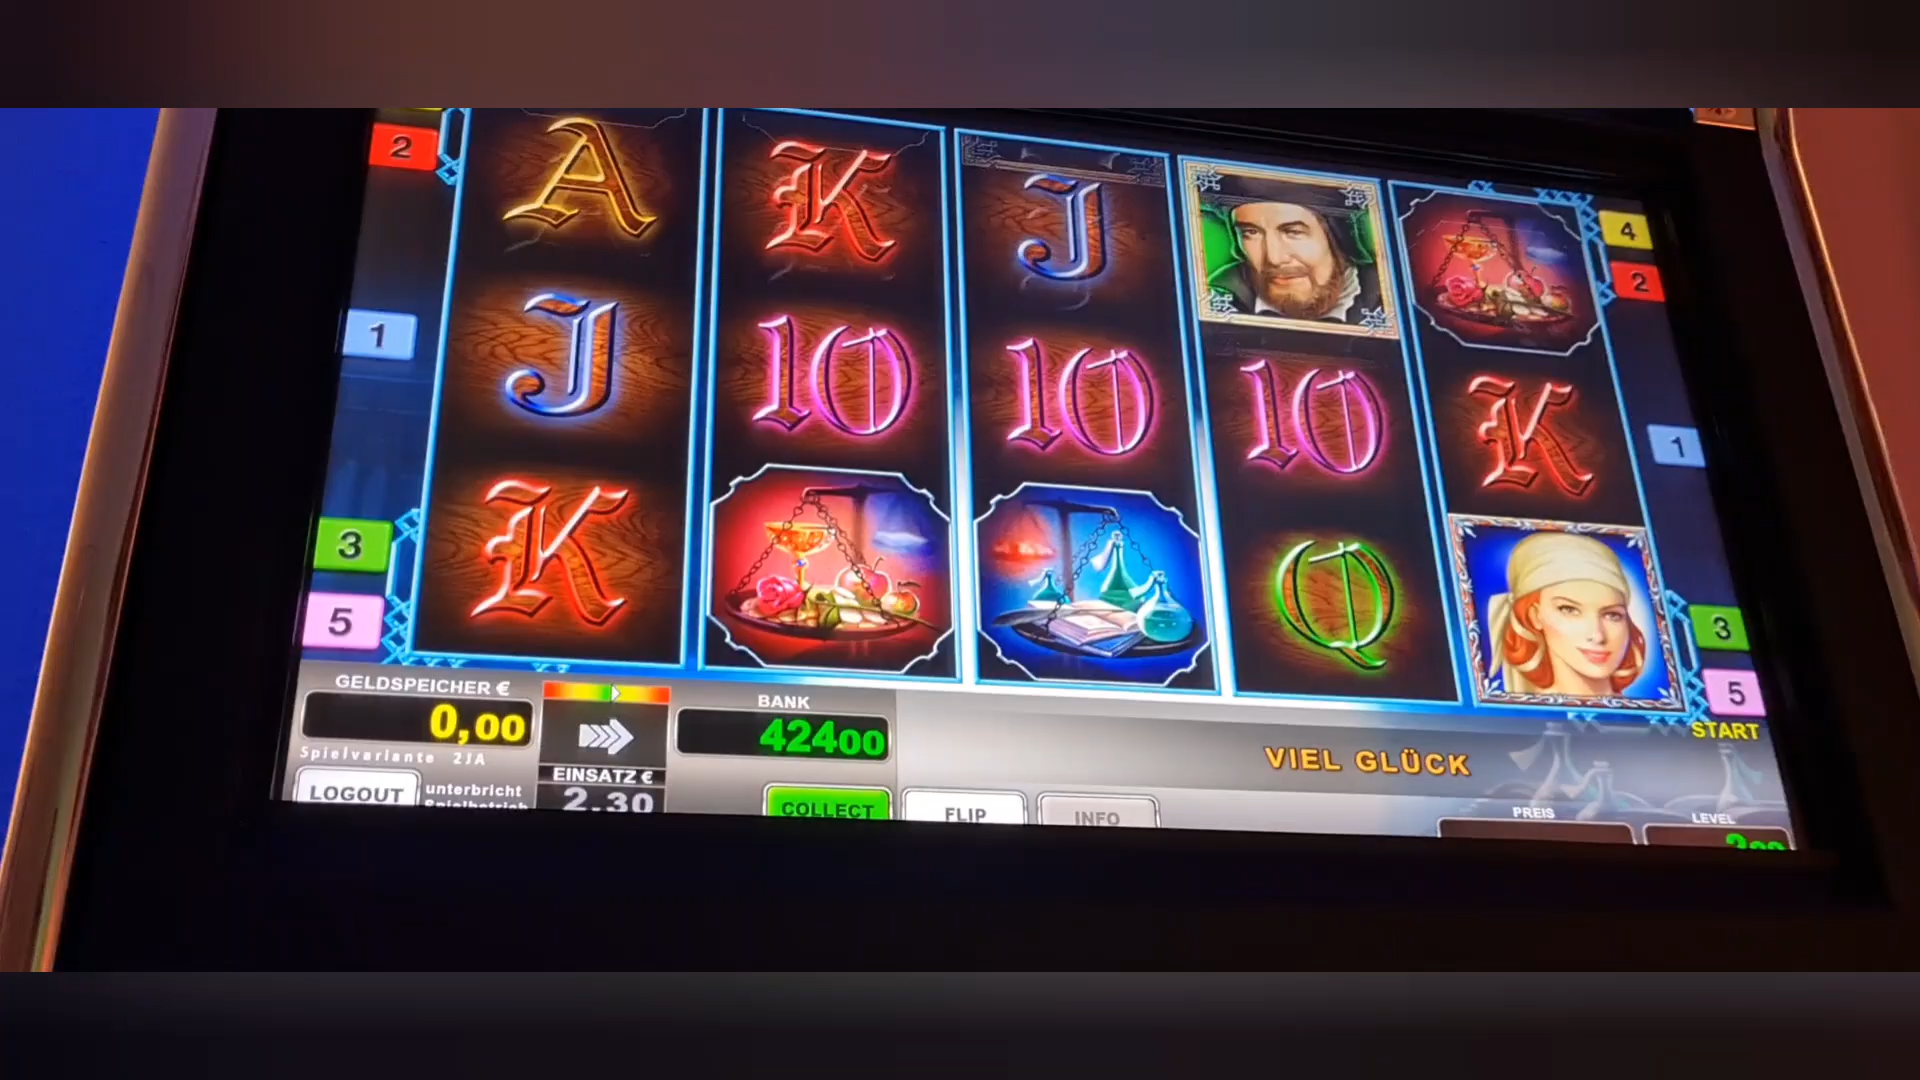 2
A K J
4
2
1
J 10 10 10 K
1
3
K Q
3
5
5
GELDSPEICHER €
0,00
Spielvariante 2JA
LOGOUT
unterbricht
Spielbetrieb
EINSATZ €
2.30
BANK
42400
VIEL GLÜCK
START
COLLECT
FLIP
INFO
PREIS
LEVEL